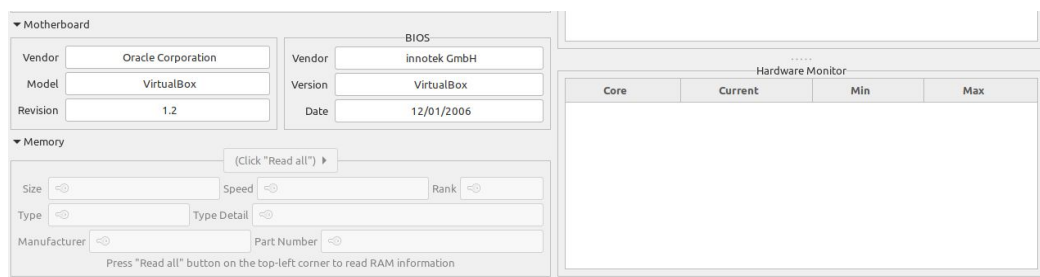 Motherboard
Vendor Oracle Corporation
Model VirtualBox
Revision 1.2
BIOS
Vendor innotek GmbH
Version VirtualBox
Date 12/01/2006
Memory
(Click "Read all")
Size Speed Rank
Type Type Detail
Manufacturer Part Number
Press "Read all" button on the top-left corner to read RAM information
Hardware Monitor
Core Current Min Max